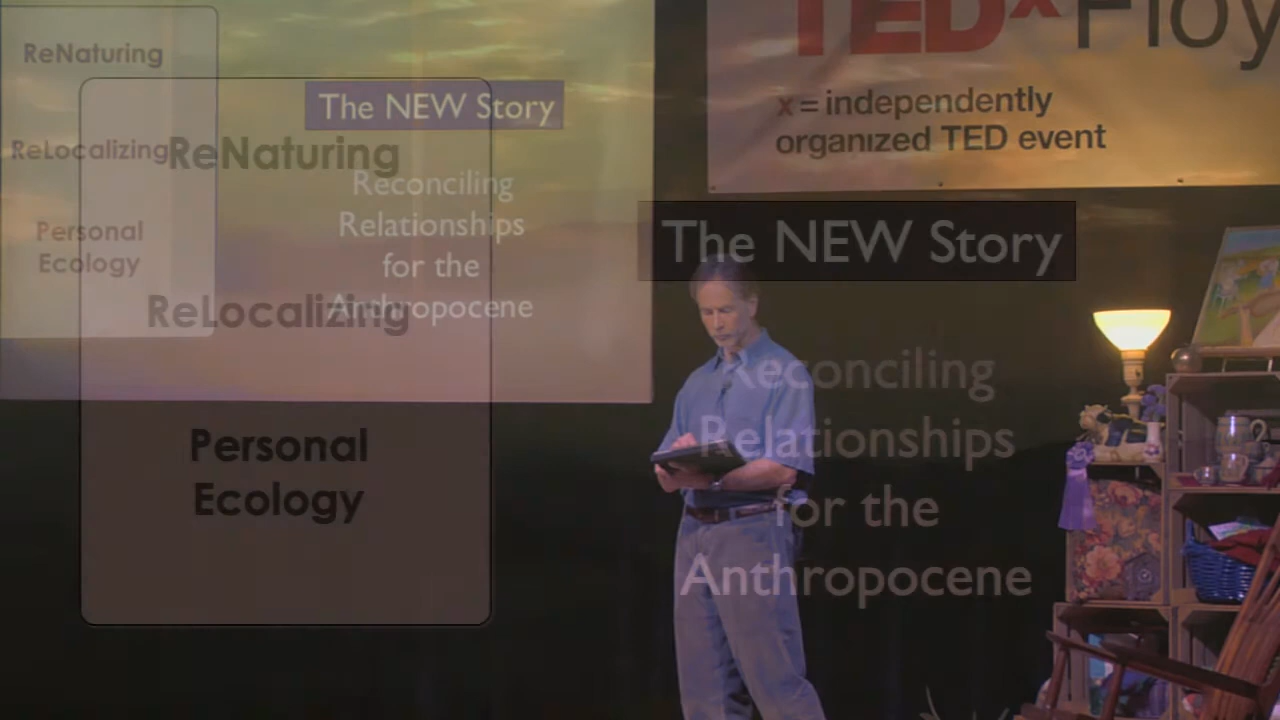 ReNaturing
ReLocalizing
Personal
Ecology
The NEW Story
Reconciling
Relationships
for the
Anthropocene
TEDx
x = independently
organized TED event
ReNaturing
ReLocalizing
Personal
Ecology
The NEW Story
Reconciling
Relationships
for the
Anthropocene